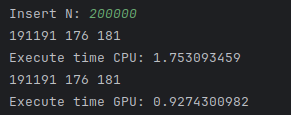 Insert N: 200000
191191 176 181
Execute time CPU: 1.753093459
191191 176 181
Execute time GPU: 0.9274300982